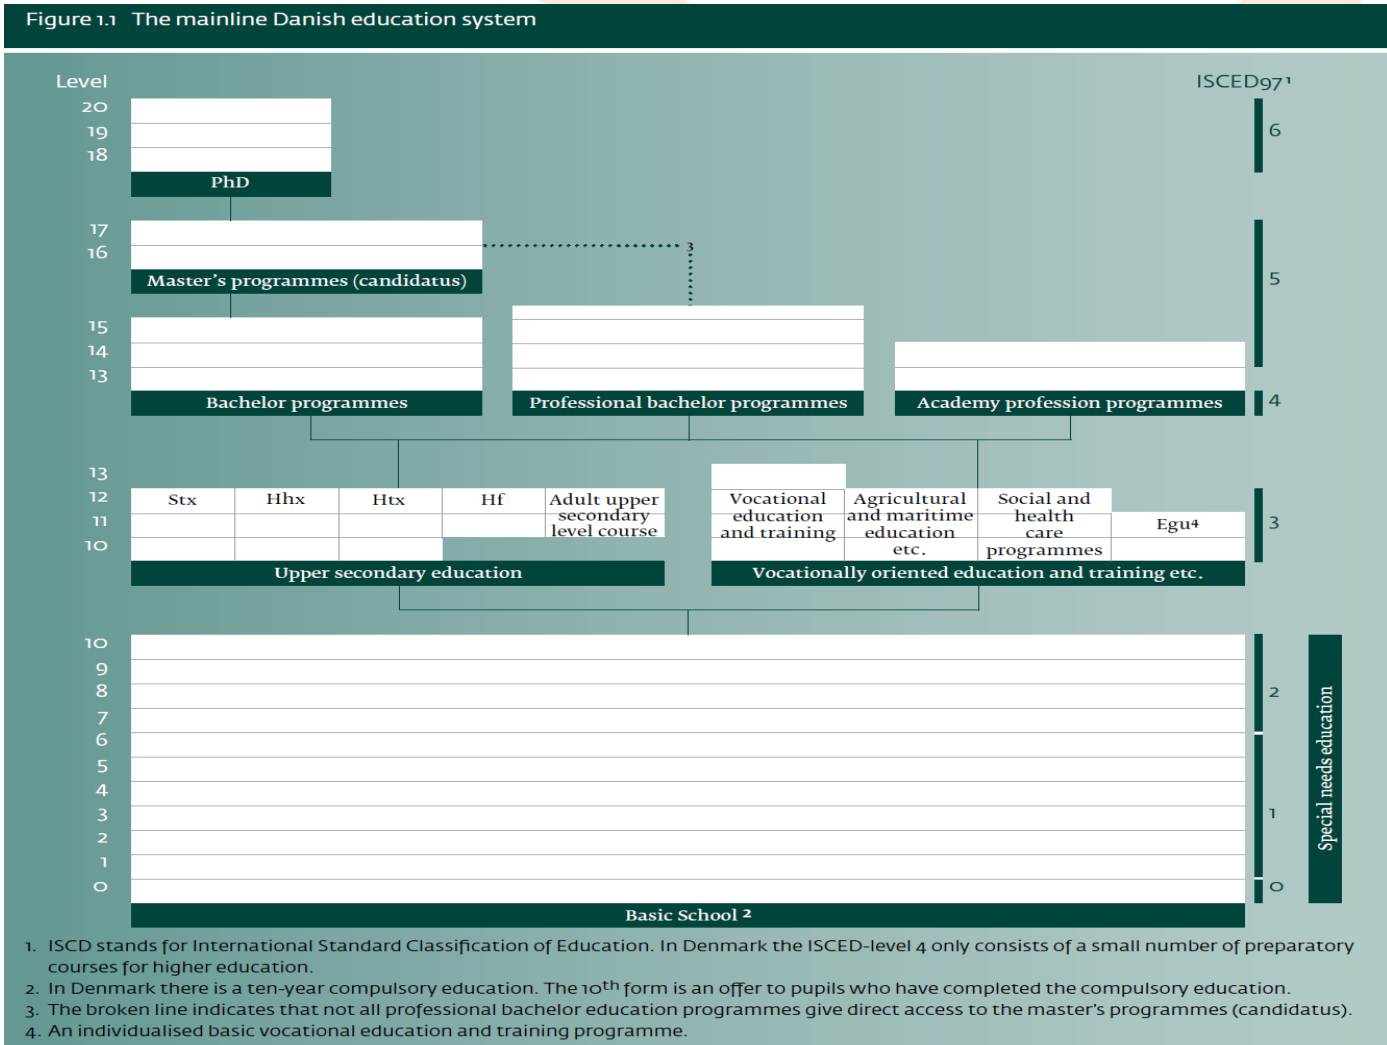 Figure 1.1 The mainline Danish education system
Level
ISCED97¹
20
19
18
6
PhD
17
16
3
Master’s programmes (candidatus)
5
15
14
13
Bachelor programmes
Professional bachelor programmes
Academy profession programmes
4
13
12
11
10
Stx
Hhx
Htx
Hf
Adult upper
secondary
level course
Vocational
education
and training
Agricultural
and maritime
education
etc.
Social and
health
care
programmes
Egu⁴
3
Upper secondary education
Vocationally oriented education and training etc.
10
9
8
7
6
5
4
3
2
1
0
2
1
0
Special needs education
Basic School ²
1. ISCD stands for International Standard Classification of Education. In Denmark the ISCED-level 4 only consists of a small number of preparatory
courses for higher education.
2. In Denmark there is a ten-year compulsory education. The 10th form is an offer to pupils who have completed the compulsory education.
3. The broken line indicates that not all professional bachelor education programmes give direct access to the master’s programmes (candidatus).
4. An individualised basic vocational education and training programme.